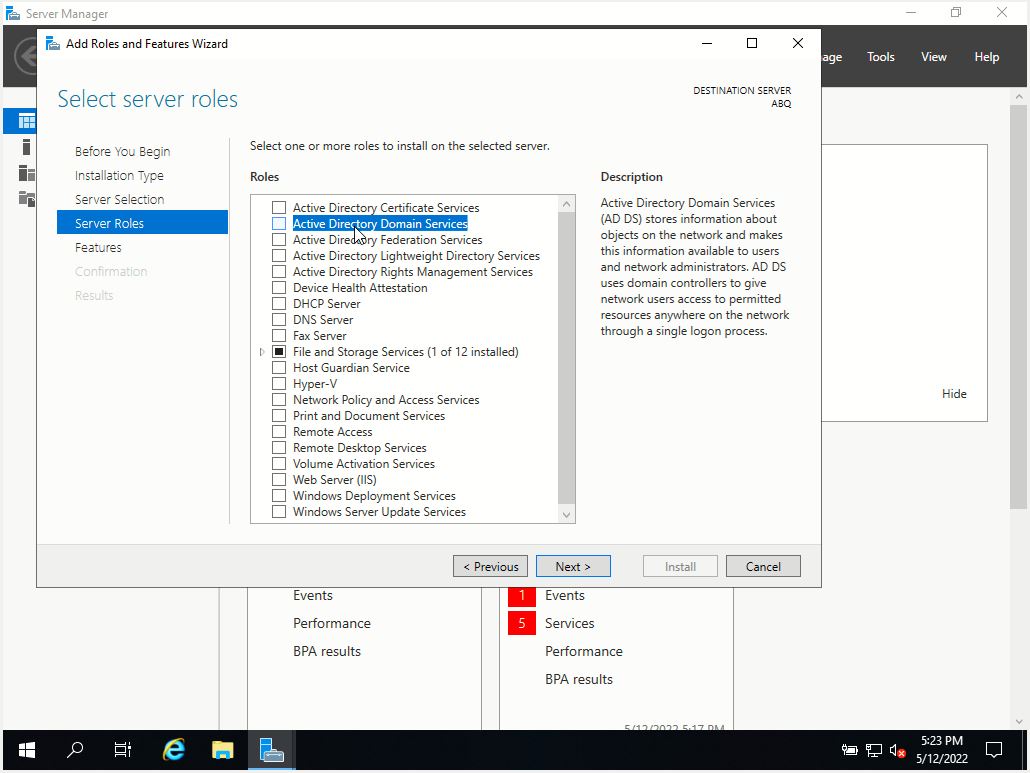 Server Manager
Add Roles and Features Wizard
age Tools View Help
Select server roles
DESTINATION SERVER
ABQ
Before You Begin
Installation Type
Server Selection
Server Roles
Features
Confirmation
Results
Select one or more roles to install on the selected server.
Roles
Active Directory Certificate Services
Active Directory Domain Services
Active Directory Federation Services
Active Directory Lightweight Directory Services
Active Directory Rights Management Services
Device Health Attestation
DHCP Server
DNS Server
Fax Server
File and Storage Services (1 of 12 installed)
Host Guardian Service
Hyper-V
Network Policy and Access Services
Print and Document Services
Remote Access
Remote Desktop Services
Volume Activation Services
Web Server (IIS)
Windows Deployment Services
Windows Server Update Services
Description
Active Directory Domain Services
(AD DS) stores information about
objects on the network and makes
this information available to users
and network administrators. AD DS
uses domain controllers to give
network users access to permitted
resources anywhere on the network
through a single logon process.
Hide
< Previous
Next >
Install
Cancel
Events
Performance
BPA results
1 Events
5 Services
Performance
BPA results
5/12/2022 5:17 PM
5:23 PM
5/12/2022